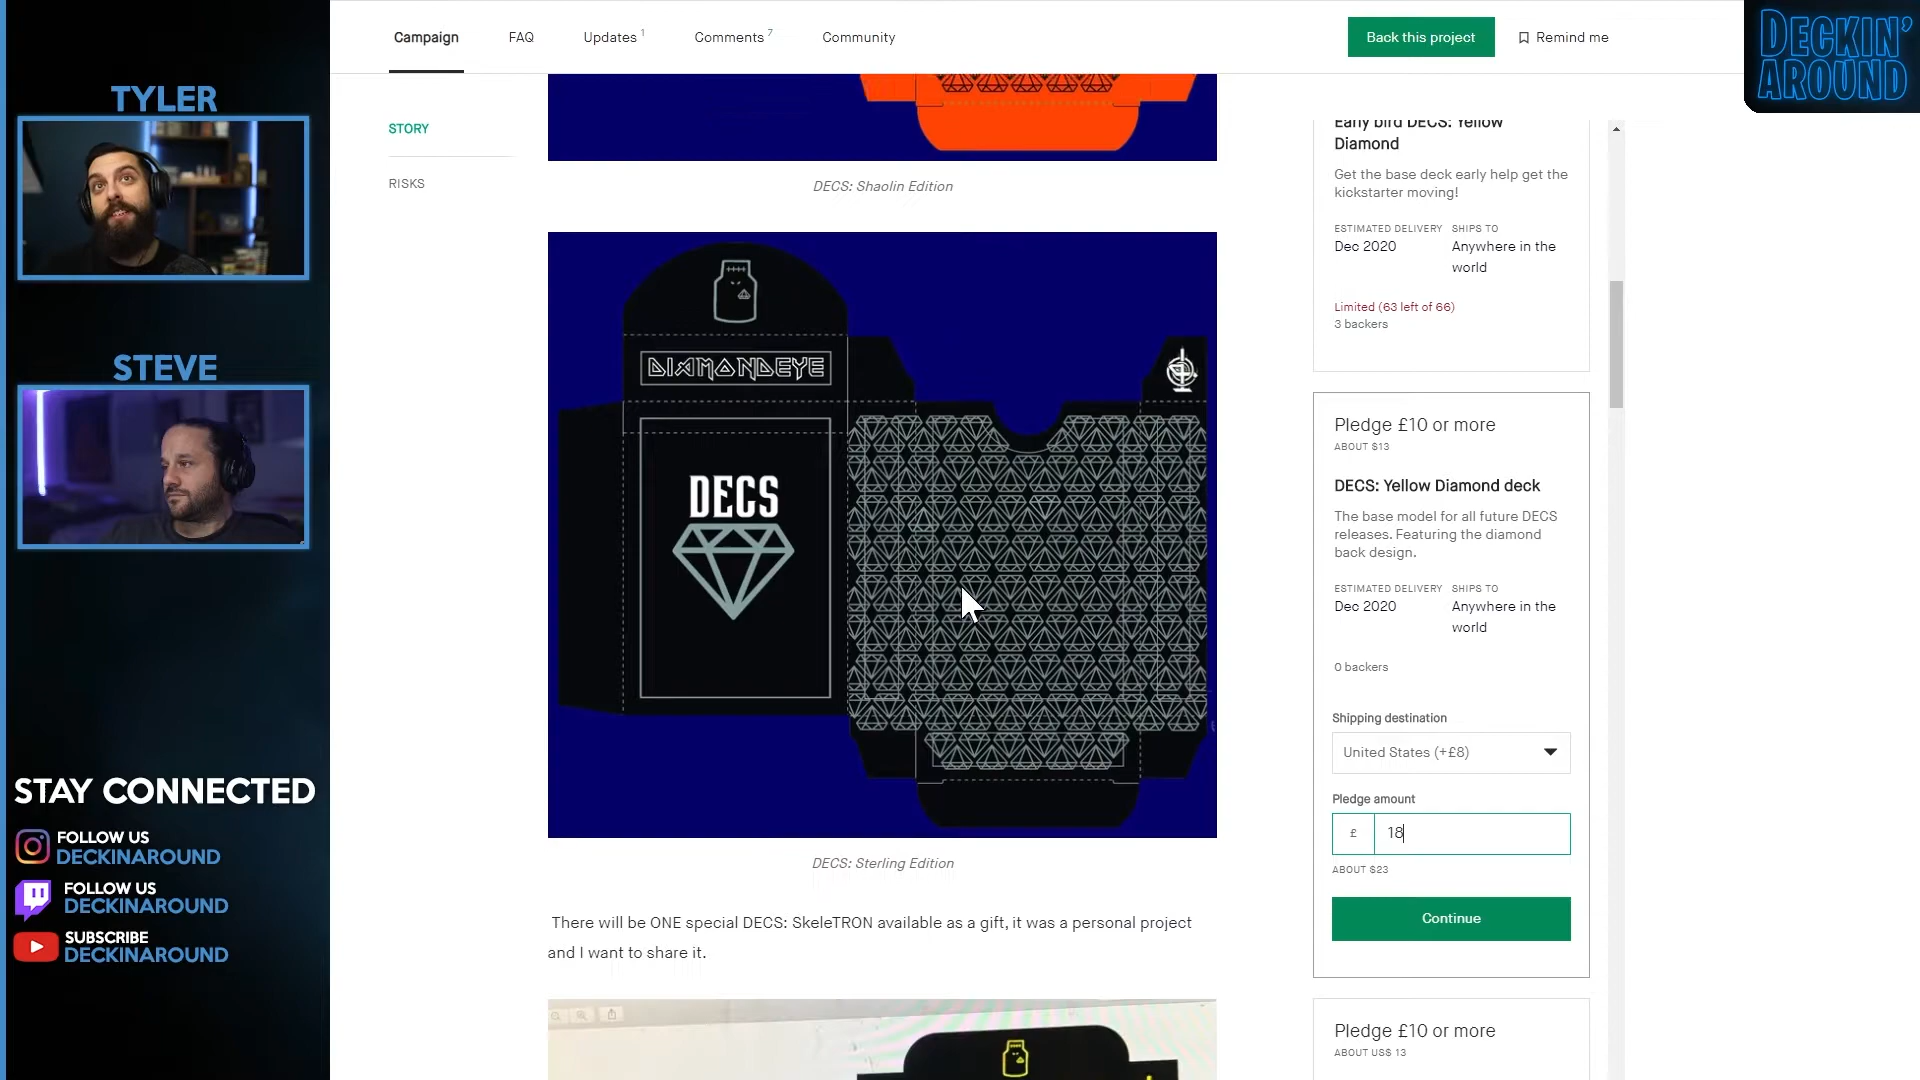 TYLER
STEVE
STAY CONNECTED
FOLLOW US
DECKINAROUND
FOLLOW US
DECKINAROUND
SUBSCRIBE
DECKINAROUND
Campaign
FAQ
Updates 1
Comments 7
Community
Back this project
Remind me
DECKIN'
AROUND
STORY
RISKS
DECS: Shaolin Edition
DIAMONDEYE
DECS
DECS: Sterling Edition
There will be ONE special DECS: SkeleTRON available as a gift, it was a personal project
and I want to share it.
Early bird DECS: Yellow
Diamond
Get the base deck early help get the
kickstarter moving!
ESTIMATED DELIVERY
Dec 2020
SHIPS TO
Anywhere in the
world
Limited (63 left of 66)
3 backers
Pledge £10 or more
ABOUT $13
DECS: Yellow Diamond deck
The base model for all future DECS
releases. Featuring the diamond
back design.
ESTIMATED DELIVERY
Dec 2020
SHIPS TO
Anywhere in the
world
0 backers
Shipping destination
United States (+£8)
Pledge amount
£ 18
ABOUT $23
Continue
Pledge £10 or more
ABOUT US$ 13